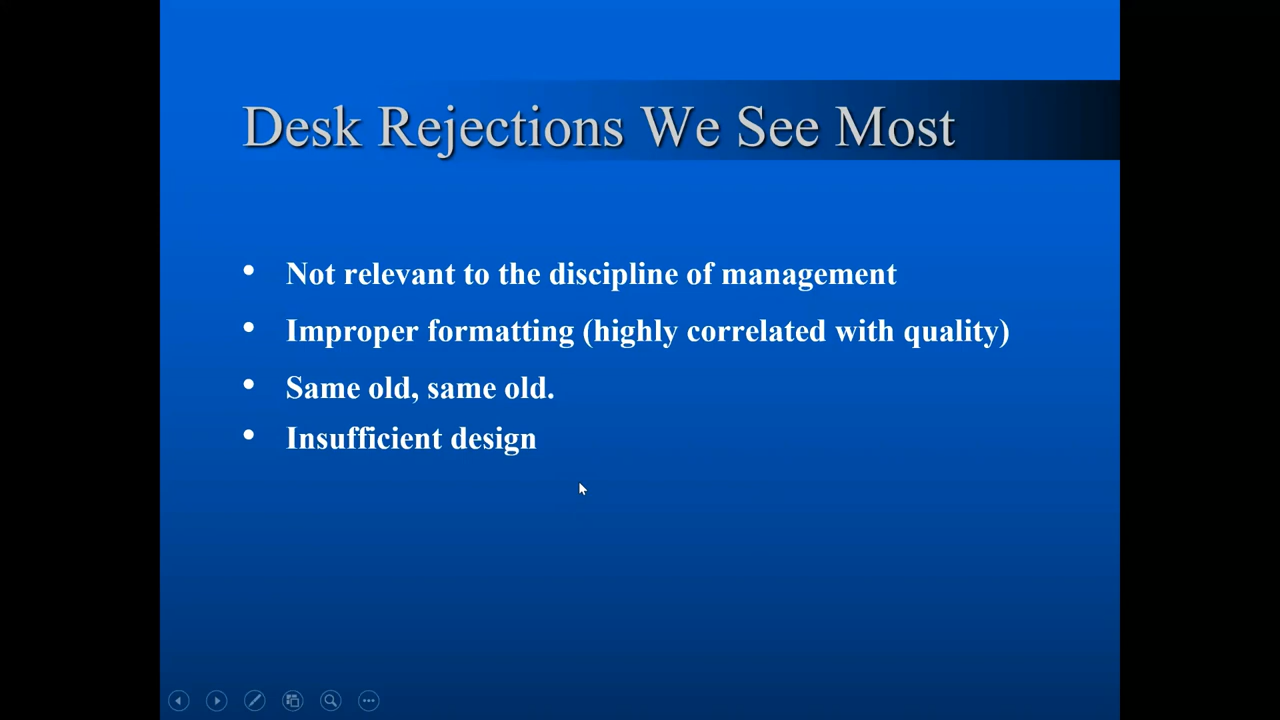 Desk Rejections We See Most
• Not relevant to the discipline of management
• Improper formatting (highly correlated with quality)
• Same old, same old.
• Insufficient design